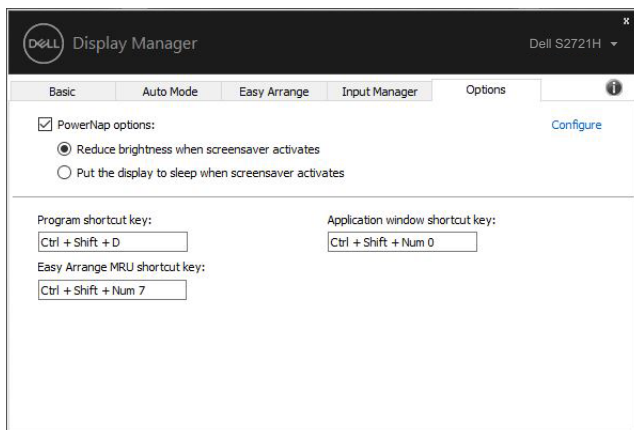 x
DELL Display Manager Dell S2721H
Basic Auto Mode Easy Arrange Input Manager Options i
PowerNap options: Configure
Reduce brightness when screensaver activates
Put the display to sleep when screensaver activates
Program shortcut key: Application window shortcut key:
Ctrl + Shift + D Ctrl + Shift + Num 0
Easy Arrange MRU shortcut key:
Ctrl + Shift + Num 7